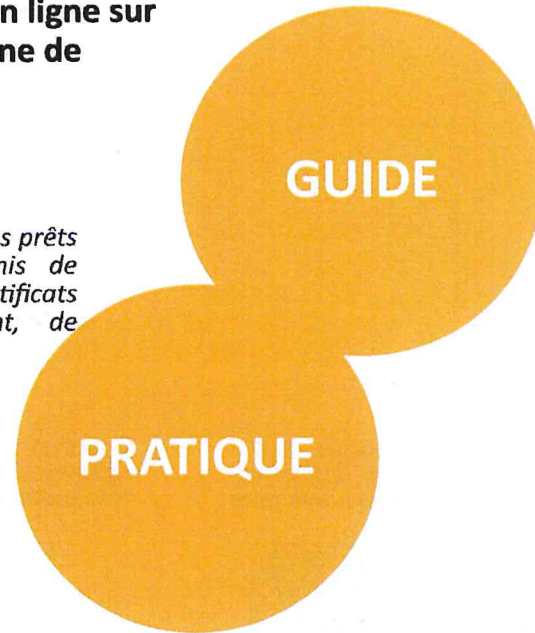 n ligne sur
ne de
GUIDE
s prêts
nis de
tificats
nt, de
PRATIQUE